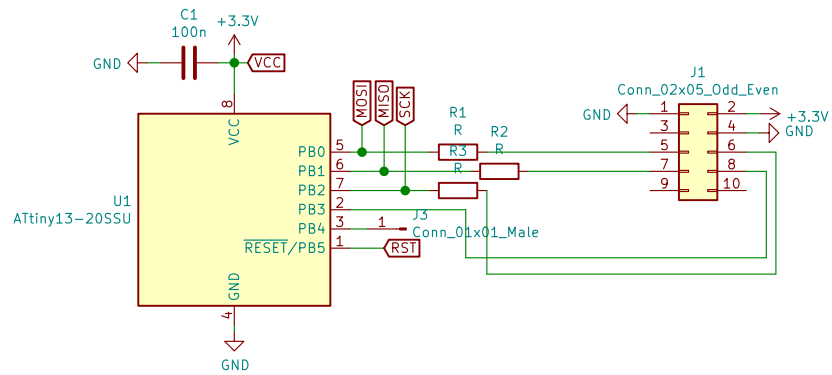 C1
100n
+3.3V
GND
VCC
8
VCC
U1
ATtiny13-20SSU
PB0
5
PB1
6
PB2
7
PB3
2
PB4
3
RESET/PB5
1
GND
4
GND
MOSI
MISO
SCK
R1
R
R2
R
R3
R
1
J3
Conn_01x01_Male
RST
J1
Conn_02x05_Odd_Even
GND
1
2
+3.3V
3
4
GND
5
6
7
8
9
10